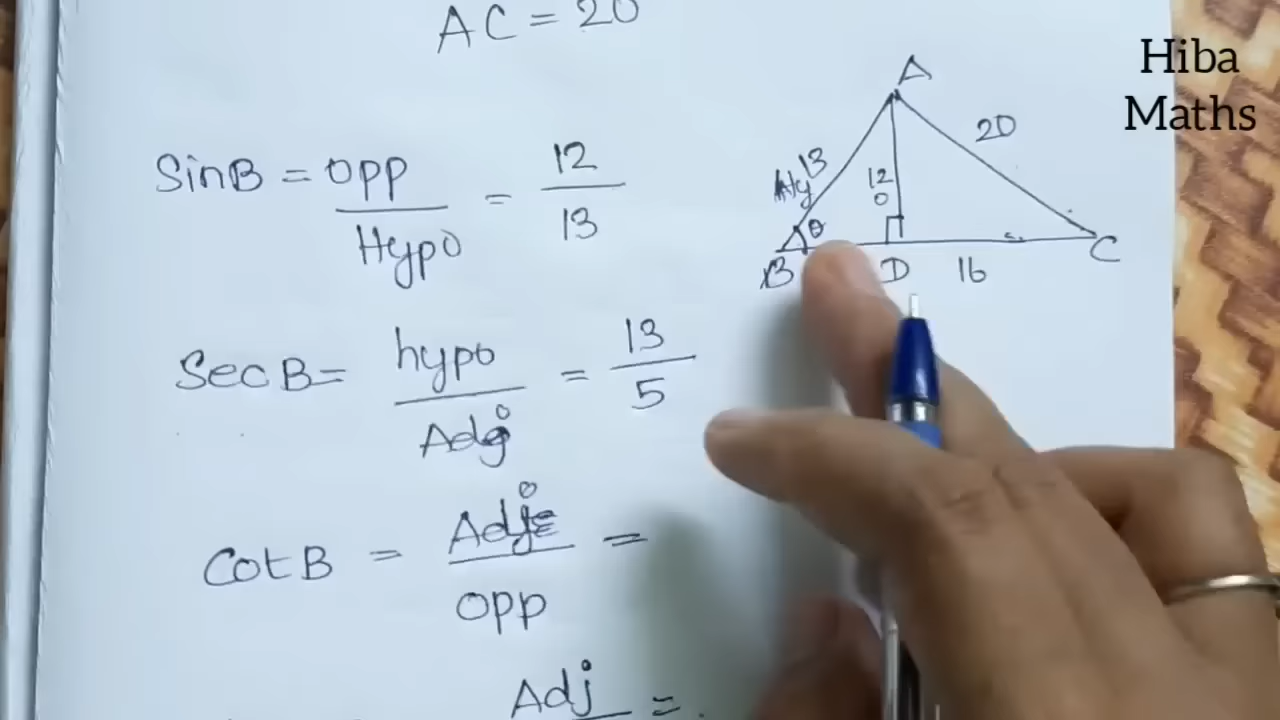 AC = 20
Hiba
Maths
A
20
13
Hy
12
O
θ
B
D
16
C
SinB = Opp / Hypo = 12 / 13
SecB = hypo / Adj = 13 / 5
CotB = Adj / Opp =
Adj =